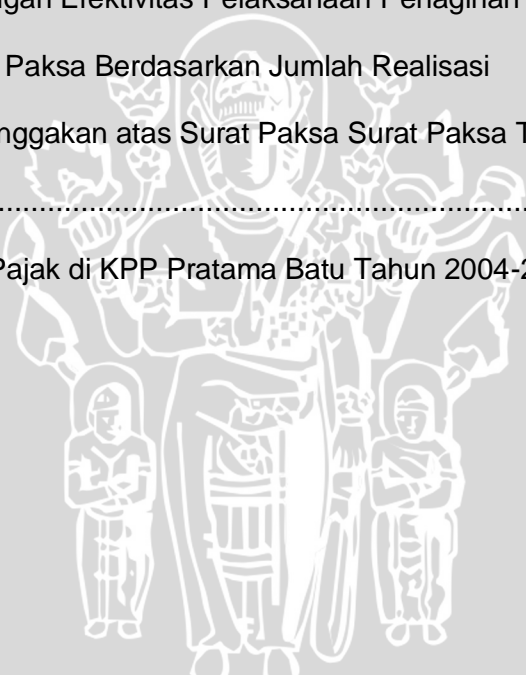 ngan Efektivitas Pelaksanaan Penagihan
Paksa Berdasarkan Jumlah Realisasi
nggakan atas Surat Paksa Surat Paksa T
................................................................
Pajak di KPP Pratama Batu Tahun 2004-2